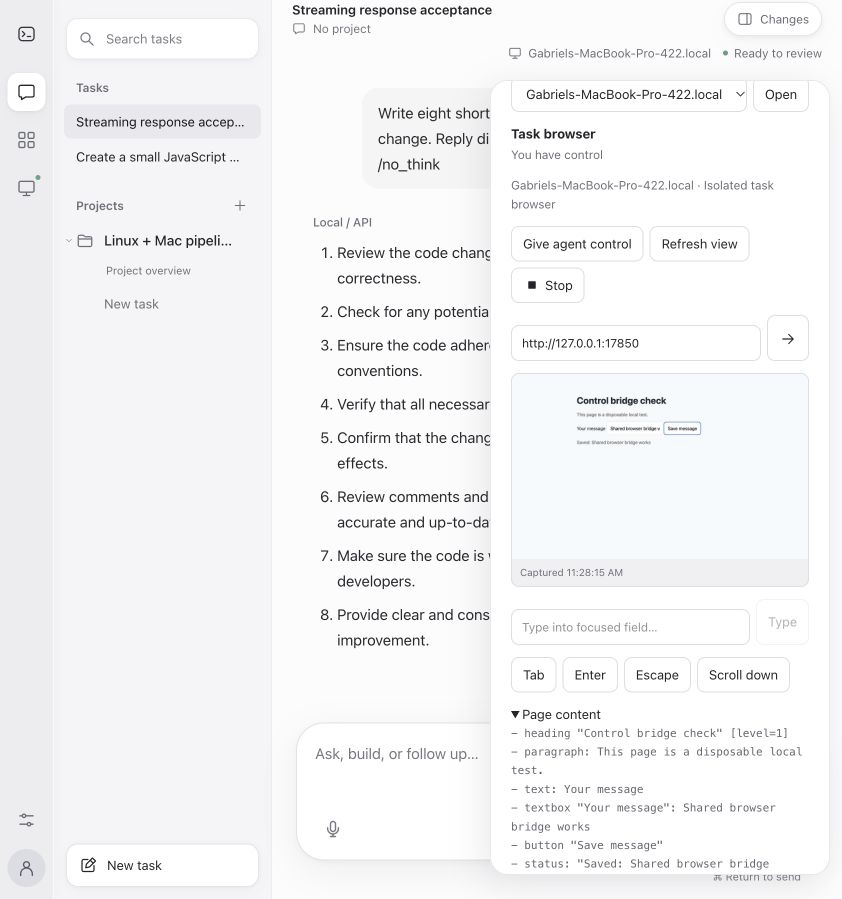 Search tasks
Tasks
Streaming response accep...
Create a small JavaScript ...
Projects
Linux + Mac pipeli...
Project overview
New task
New task
Streaming response acceptance
No project
Changes
Gabriels-MacBook-Pro-422.local
Ready to review
Write eight short
change. Reply di
/no_think
Local / API
1. Review the code chang
correctness.
2. Check for any potentia
3. Ensure the code adher
conventions.
4. Verify that all necessar
5. Confirm that the chang
effects.
6. Review comments and
accurate and up-to-da
7. Make sure the code is
developers.
8. Provide clear and cons
improvement.
Ask, build, or follow up...
Gabriels-MacBook-Pro-422.local
Open
Task browser
You have control
Gabriels-MacBook-Pro-422.local · Isolated task
browser
Give agent control
Refresh view
Stop
http://127.0.0.1:17850
Control bridge check
This page is a disposable local test.
Your message Shared browser bridge v Save message
Saved: Shared browser bridge works
Captured 11:28:15 AM
Type into focused field...
Type
Tab
Enter
Escape
Scroll down
▼ Page content
– heading "Control bridge check" [level=1]
– paragraph: This page is a disposable local
test.
– text: Your message
– textbox "Your message": Shared browser
bridge works
– button "Save message"
– status: "Saved: Shared browser bridge
⌘ Return to send